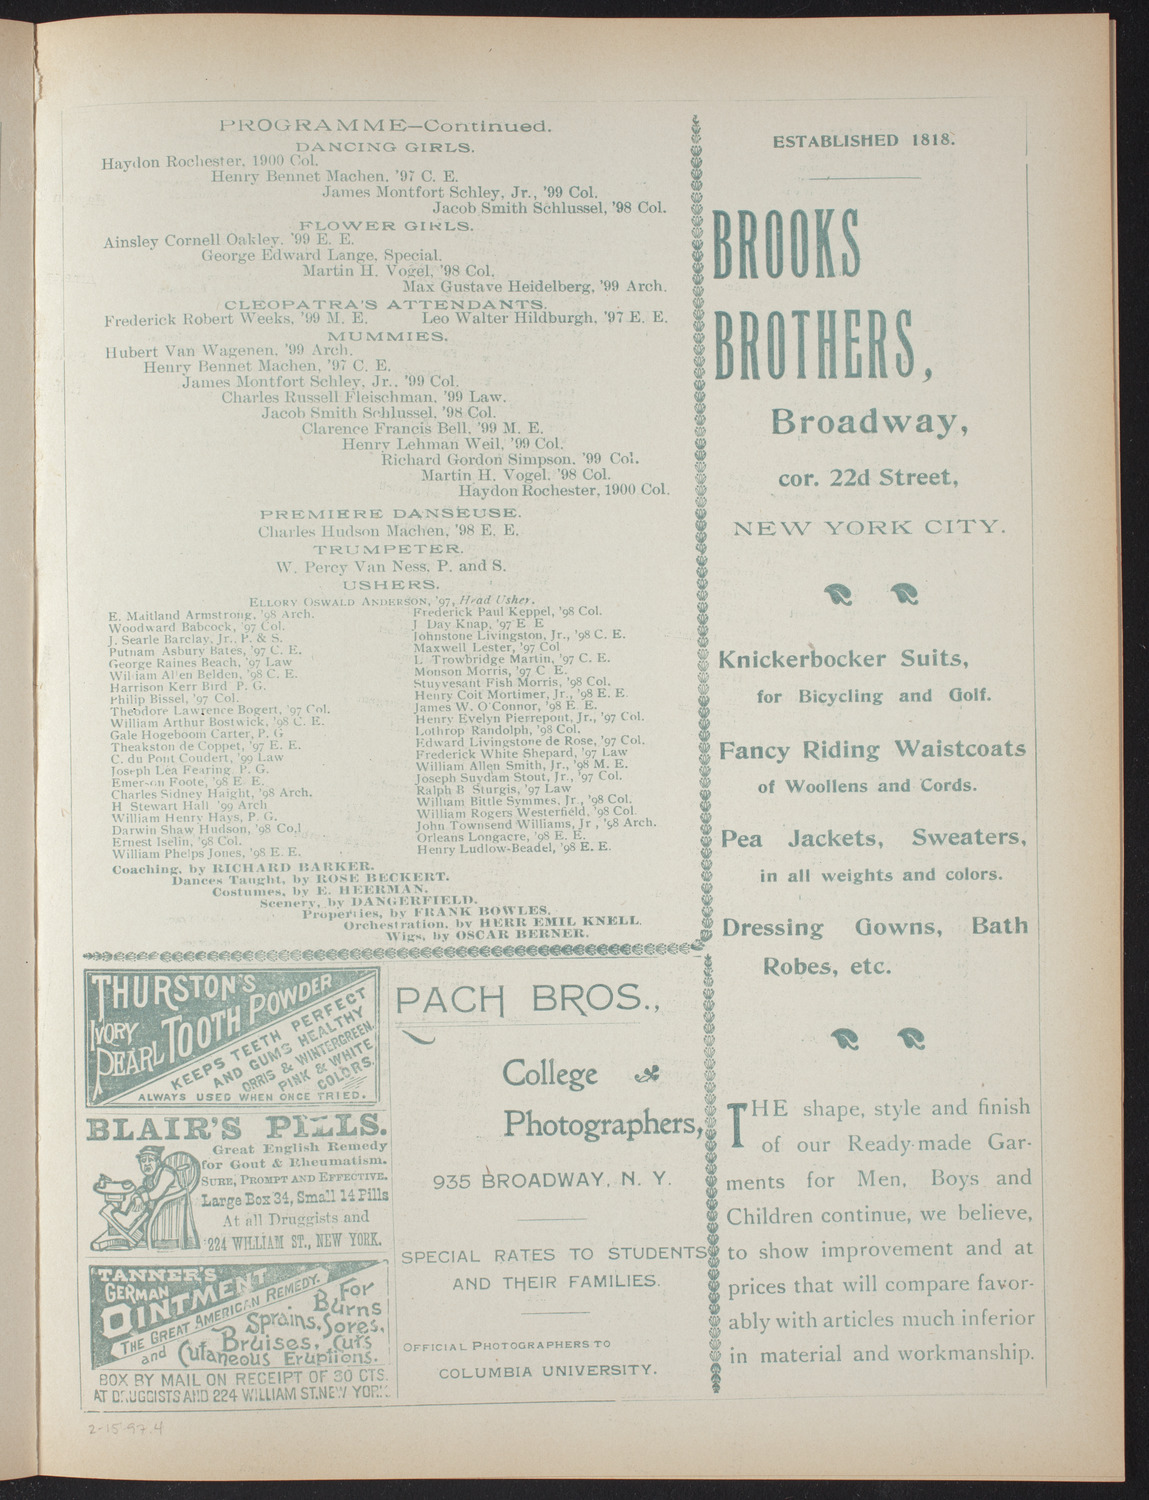 PROGRAMME—Continued.
DANCING GIRLS.
Haydon Rochester, 1900 Col.
Henry Bennet Machen, '97 C. E.
James Montfort Schley, Jr., '99 Col.
Jacob Smith Schlussel, '98 Col.
FLOWER GIRLS.
Ainsley Cornell Oakley, '99 E. E.
George Edward Lange, Special.
Martin H. Vogel, '98 Col.
Max Gustave Heidelberg, '99 Arch.
CLEOPATRA'S ATTENDANTS.
Frederick Robert Weeks, '99 M. E. Leo Walter Hildburgh, '97 E. E.
MUMMIES.
Hubert Van Wagenen, '99 Arch.
Henry Bennet Machen, '97 C. E.
James Montfort Schley, Jr., '99 Col.
Charles Russell Fleischman, '99 Law.
Jacob Smith Schlussel, '98 Col.
Clarence Francis Bell, '99 M. E.
Henry Lehman Weil, '99 Col.
Richard Gordon Simpson, '99 Col.
Martin H. Vogel, '98 Col.
Haydon Rochester, 1900 Col.
PREMIERE DANSEUSE.
Charles Hudson Machen, '98 E. E.
TRUMPETER.
W. Percy Van Ness, P. and S.
USHERS.
ELLORY OSWALD ANDERSON, '97, Head Usher.
E. Maitland Armstrong, '98 Arch.
Woodward Babcock, '97 Col.
J. Searle Barclay, Jr., P. & S.
Putnam Asbury Bates, '97 C. E.
George Raines Beach, '97 Law
William Allen Belden, '98 C. E.
Harrison Kerr Bird P. G.
Philip Bissel, '97 Col.
Theodore Lawrence Bogert, '97 Col.
William Arthur Bostwick, '98 C. E.
Gale Hogeboom Carter, P. G
Theakston de Coppet, '97 E. E.
C. du Pont Coudert, '99 Law
Joseph Lea Fearing P. G.
Emerson Foote, '98 E. E.
Charles Sidney Haight, '98 Arch.
H Stewart Hall '99 Arch
William Henry Hays, P. G.
Darwin Shaw Hudson, '98 Col
Ernest Iselin, '98 Col.
William Phelps Jones, '98 E. E.
Frederick Paul Keppel, '98 Col.
J Day Knap, '97 E E
Johnstone Livingston, Jr., '98 C. E.
Maxwell Lester, '97 Col
L Trowbridge Martin, '97 C. E.
Monson Morris, '97 C E.
Stuyvesant Fish Morris, '98 Col.
Henry Coit Mortimer, Jr., '98 E. E.
James W. O'Connor, '98 E E.
Henry Evelyn Pierrepont, Jr., '97 Col.
Lothrop Randolph, '98 Col.
Edward Livingstone de Rose, '97 Col.
Frederick White Shepard, '97 Law
William Allen Smith, Jr., '98 M. E.
Joseph Suydam Stout, Jr., '97 Col.
Ralph B Sturgis, '97 Law
William Bittle Symmes, Jr, '98 Col.
William Rogers Westerfield, '98 Col.
John Townsend Williams, Jr, '98 Arch.
Orleans Longacre, '98 E. E.
Henry Ludlow-Beadel, '98 E. E.
Coaching, by RICHARD BARKER.
Dances Taught, by ROSE BECKERT.
Costumes, by E. HEERMAN.
Scenery, by DANGERFIELD.
Properties, by FRANK BOWLES.
Orchestration, by HERR EMIL KNELL.
Wigs, by OSCAR BERNER.
THURSTON'S
IVORY PEARL TOOTH POWDER
KEEPS TEETH PERFECT
AND GUMS HEALTHY
ORRIS & WINTERGREEN.
PINK & WHITE
COLORS.
ALWAYS USED WHEN ONCE TRIED.
BLAIR'S PILLS.
Great English Remedy
for Gout & Rheumatism.
SURE, PROMPT AND EFFECTIVE.
Large Box 34, Small 14 Pills
At all Druggists and
224 WILLIAM ST., NEW YORK.
TANNER'S
GERMAN
OINTMENT
THE GREAT AMERICAN REMEDY.
For
Burns
Sprains, Sores,
Bruises, Cuts
and Cutaneous Eruptions.
BOX BY MAIL ON RECEIPT OF 30 CTS.
AT DRUGGISTS AND 224 WILLIAM ST. NEW YORK.
PACH BROS.,
College
Photographers,
935 BROADWAY, N. Y.
SPECIAL RATES TO STUDENTS
AND THEIR FAMILIES.
OFFICIAL PHOTOGRAPHERS TO
COLUMBIA UNIVERSITY.
ESTABLISHED 1818.
BROOKS
BROTHERS,
Broadway,
cor. 22d Street,
NEW YORK CITY.
Knickerbocker Suits,
for Bicycling and Golf.
Fancy Riding Waistcoats
of Woollens and Cords.
Pea Jackets, Sweaters,
in all weights and colors.
Dressing Gowns, Bath
Robes, etc.
THE shape, style and finish
of our Ready-made Gar-
ments for Men, Boys and
Children continue, we believe,
to show improvement and at
prices that will compare favor-
ably with articles much inferior
in material and workmanship.
2-15-97.4